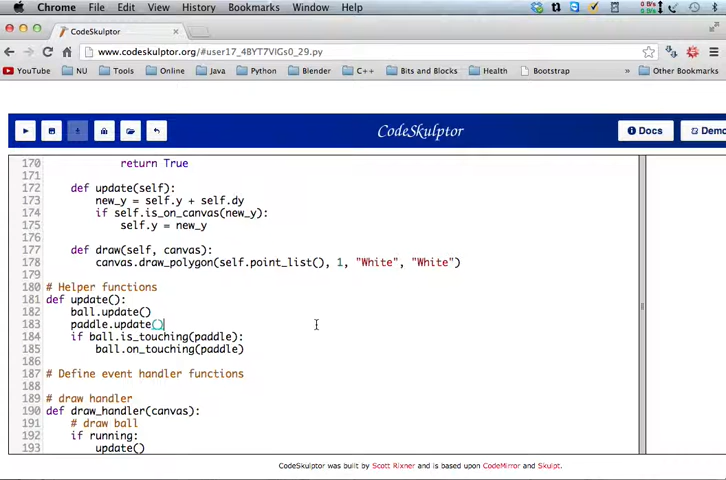 Chrome File Edit View History Bookmarks Window Help
CodeSkulptor
www.codeskulptor.org/#user17_4BYT7VIGs0_29.py
YouTube NU Tools Online Java Python Blender C++ Bits and Blocks Health Bootstrap » Other Bookmarks
CodeSkulptor Docs Demo
170 return True
171
172 def update(self):
173 new_y = self.y + self.dy
174 if self.is_on_canvas(new_y):
175 self.y = new_y
176
177 def draw(self, canvas):
178 canvas.draw_polygon(self.point_list(), 1, "White", "White")
179
180 # Helper functions
181 def update():
182 ball.update()
183 paddle.update()
184 if ball.is_touching(paddle):
185 ball.on_touching(paddle)
186
187 # Define event handler functions
188
189 # draw handler
190 def draw_handler(canvas):
191 # draw ball
192 if running:
193 update()
CodeSkulptor was built by Scott Rixner and is based upon CodeMirror and Skulpt.